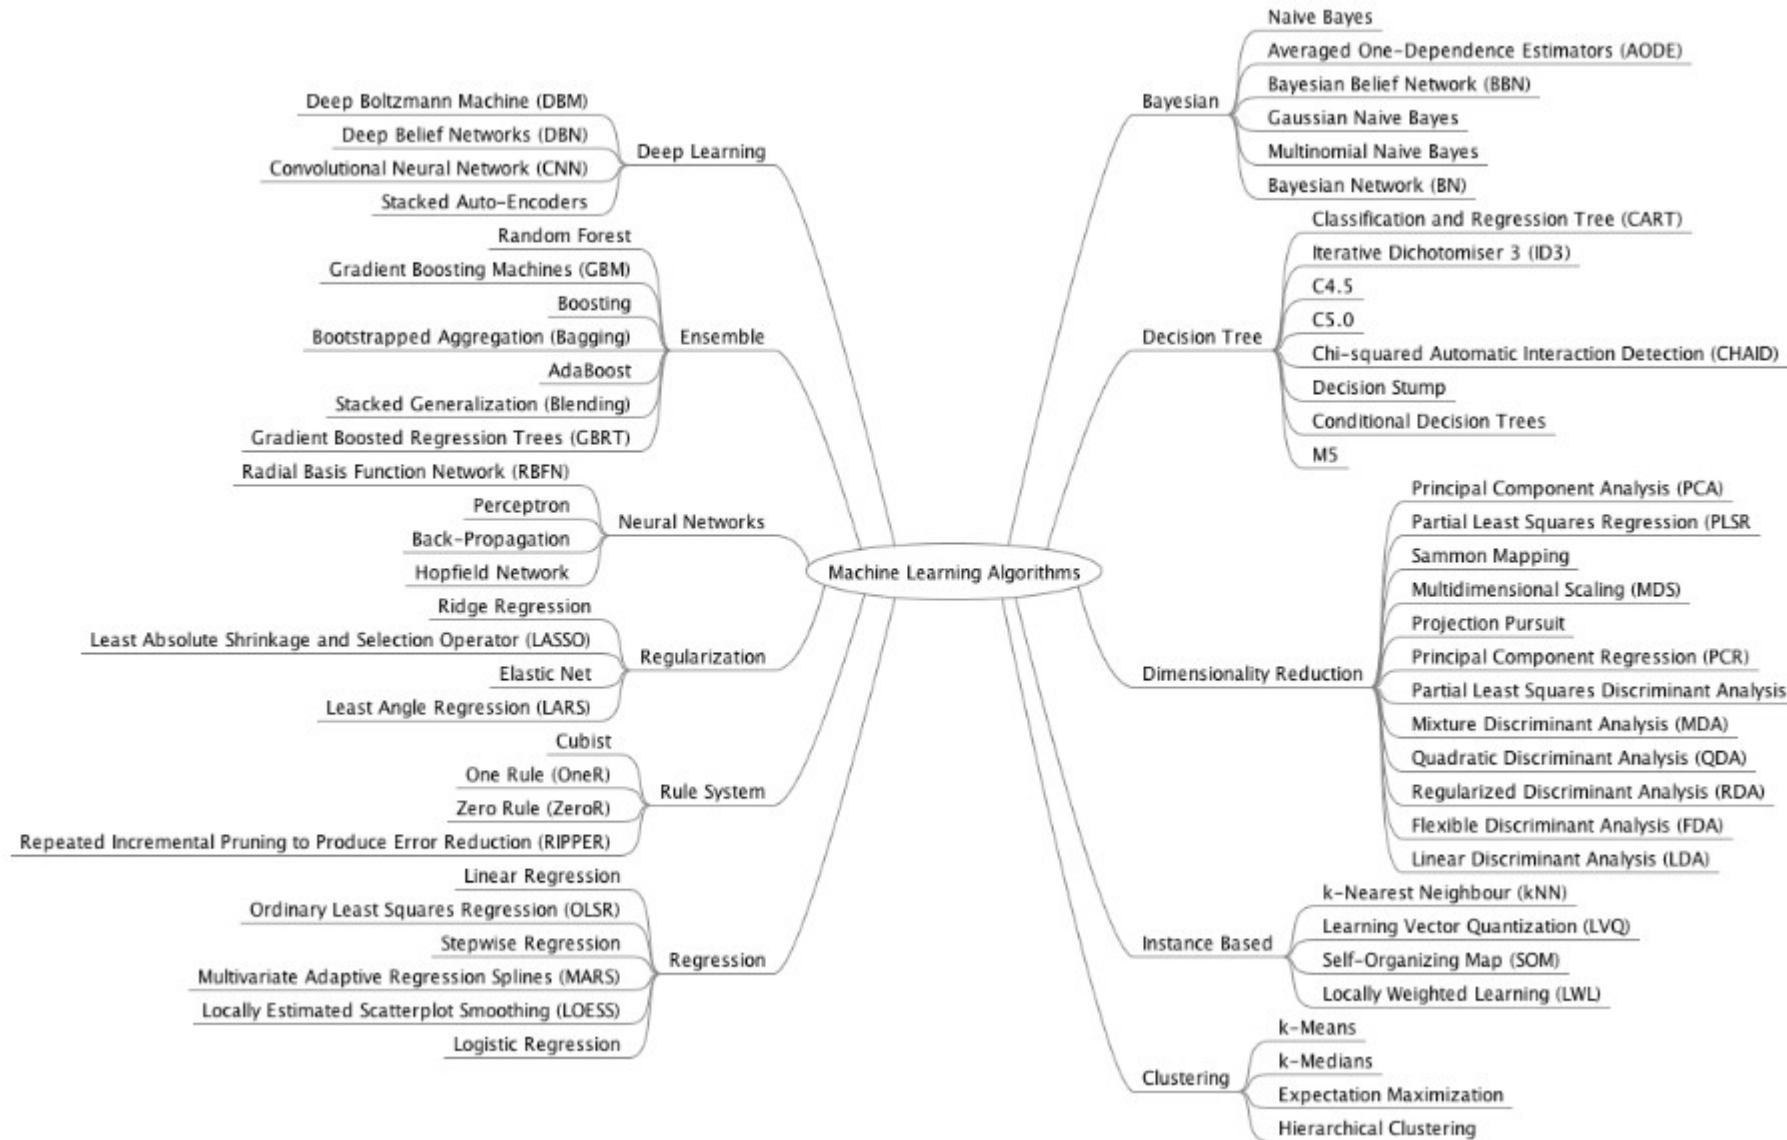 Machine Learning Algorithms
Deep Learning
Deep Boltzmann Machine (DBM)
Deep Belief Networks (DBN)
Convolutional Neural Network (CNN)
Stacked Auto-Encoders
Ensemble
Random Forest
Gradient Boosting Machines (GBM)
Boosting
Bootstrapped Aggregation (Bagging)
AdaBoost
Stacked Generalization (Blending)
Gradient Boosted Regression Trees (GBRT)
Neural Networks
Radial Basis Function Network (RBFN)
Perceptron
Back-Propagation
Hopfield Network
Regularization
Ridge Regression
Least Absolute Shrinkage and Selection Operator (LASSO)
Elastic Net
Least Angle Regression (LARS)
Rule System
Cubist
One Rule (OneR)
Zero Rule (ZeroR)
Repeated Incremental Pruning to Produce Error Reduction (RIPPER)
Regression
Linear Regression
Ordinary Least Squares Regression (OLSR)
Stepwise Regression
Multivariate Adaptive Regression Splines (MARS)
Locally Estimated Scatterplot Smoothing (LOESS)
Logistic Regression
Bayesian
Naive Bayes
Averaged One-Dependence Estimators (AODE)
Bayesian Belief Network (BBN)
Gaussian Naive Bayes
Multinomial Naive Bayes
Bayesian Network (BN)
Decision Tree
Classification and Regression Tree (CART)
Iterative Dichotomiser 3 (ID3)
C4.5
C5.0
Chi-squared Automatic Interaction Detection (CHAID)
Decision Stump
Conditional Decision Trees
M5
Dimensionality Reduction
Principal Component Analysis (PCA)
Partial Least Squares Regression (PLSR
Sammon Mapping
Multidimensional Scaling (MDS)
Projection Pursuit
Principal Component Regression (PCR)
Partial Least Squares Discriminant Analysis
Mixture Discriminant Analysis (MDA)
Quadratic Discriminant Analysis (QDA)
Regularized Discriminant Analysis (RDA)
Flexible Discriminant Analysis (FDA)
Linear Discriminant Analysis (LDA)
Instance Based
k-Nearest Neighbour (kNN)
Learning Vector Quantization (LVQ)
Self-Organizing Map (SOM)
Locally Weighted Learning (LWL)
Clustering
k-Means
k-Medians
Expectation Maximization
Hierarchical Clustering